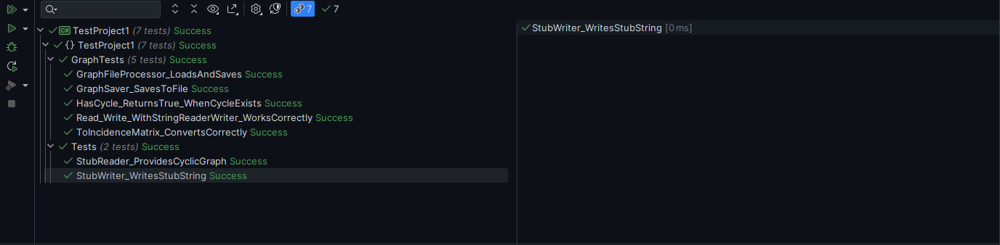 7 7
C# TestProject1 (7 tests) Success
StubWriter_WritesStubString [0 ms]
{} TestProject1 (7 tests) Success
GraphTests (5 tests) Success
GraphFileProcessor_LoadsAndSaves Success
GraphSaver_SavesToFile Success
HasCycle_ReturnsTrue_WhenCycleExists Success
Read_Write_WithStringReaderWriter_WorksCorrectly Success
ToIncidenceMatrix_ConvertsCorrectly Success
Tests (2 tests) Success
StubReader_ProvidesCyclicGraph Success
StubWriter_WritesStubString Success